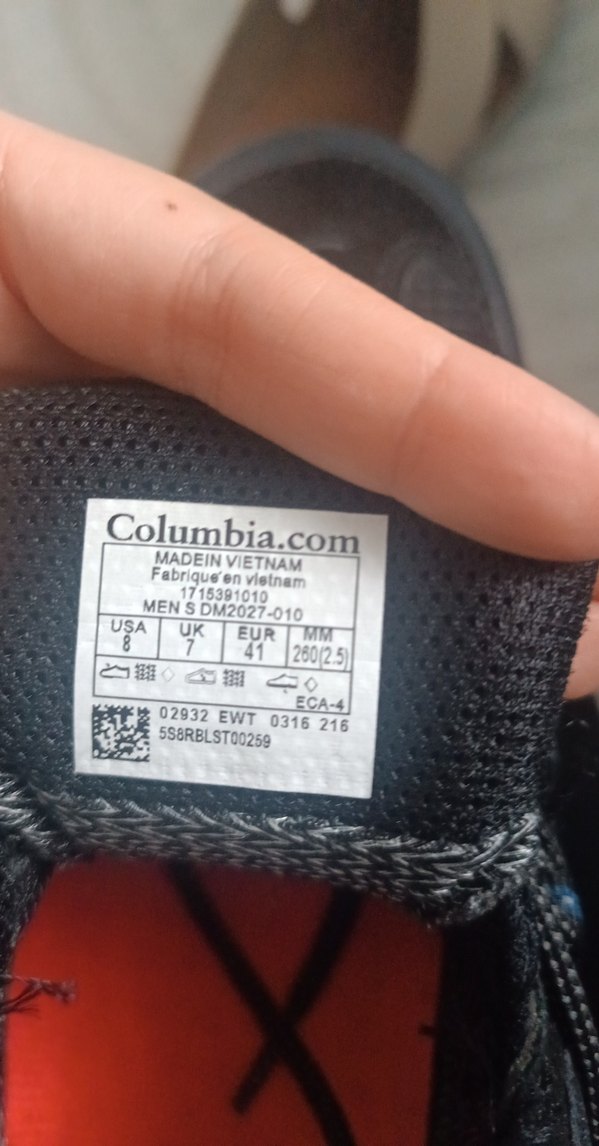 Columbia.com
MADEIN VIETNAM
Fabrique'en vietnam
1715391010
MEN S DM2027-010
USA UK EUR MM
8 7 41 260(2.5)
ECA-4
02932 EWT 0316 216
5S8RBLST00259